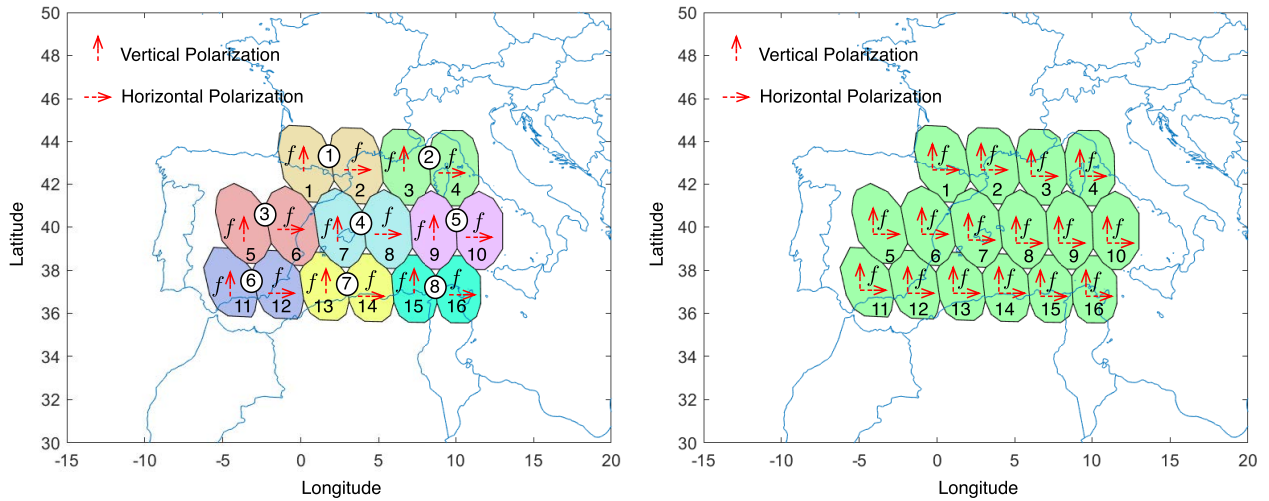 50
48
46
44
42
40
38
36
34
32
30
Latitude
Vertical Polarization
Horizontal Polarization
f 1 f 2 f 2 f
1 2 3 4
3 4 5
f f f f f f
5 6 7 8 9 10
6 7 8
f f f f f f
11 12 13 14 15 16
-15 -10 -5 0 5 10 15 20
Longitude
50
48
46
44
42
40
38
36
34
32
30
Latitude
Vertical Polarization
Horizontal Polarization
f f f f
1 2 3 4
f f f f f f
5 6 7 8 9 10
f f f f f f
11 12 13 14 15 16
-15 -10 -5 0 5 10 15 20
Longitude